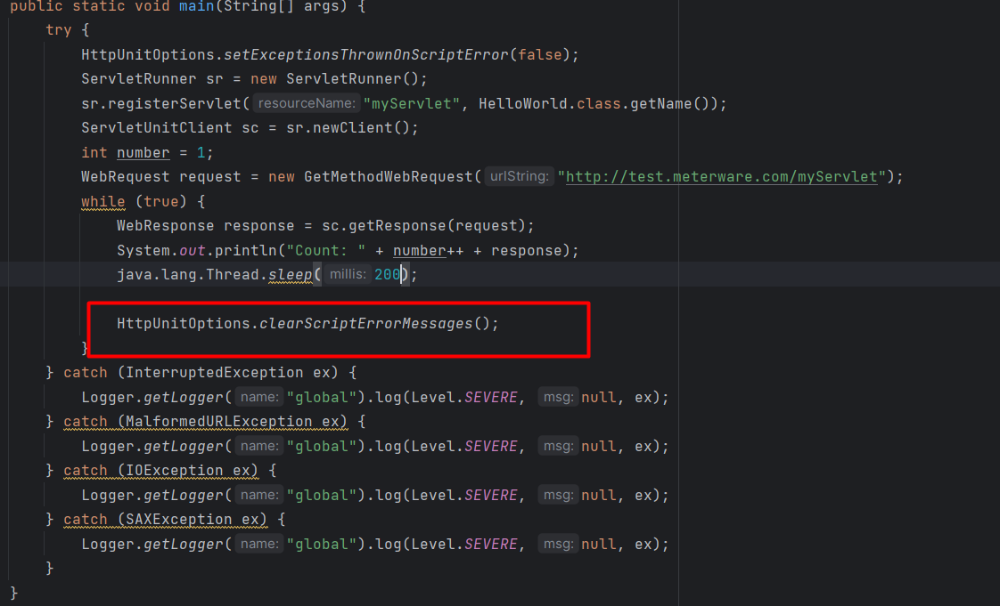 public static void main(String[] args) {
try {
HttpUnitOptions.setExceptionsThrownOnScriptError(false);
ServletRunner sr = new ServletRunner();
sr.registerServlet( resourceName: "myServlet", HelloWorld.class.getName());
ServletUnitClient sc = sr.newClient();
int number = 1;
WebRequest request = new GetMethodWebRequest( urlString: "http://test.meterware.com/myServlet");
while (true) {
WebResponse response = sc.getResponse(request);
System.out.println("Count: " + number++ + response);
java.lang.Thread.sleep( millis: 200);
HttpUnitOptions.clearScriptErrorMessages();
}
} catch (InterruptedException ex) {
Logger.getLogger( name: "global").log(Level.SEVERE, msg: null, ex);
} catch (MalformedURLException ex) {
Logger.getLogger( name: "global").log(Level.SEVERE, msg: null, ex);
} catch (IOException ex) {
Logger.getLogger( name: "global").log(Level.SEVERE, msg: null, ex);
} catch (SAXException ex) {
Logger.getLogger( name: "global").log(Level.SEVERE, msg: null, ex);
}
}